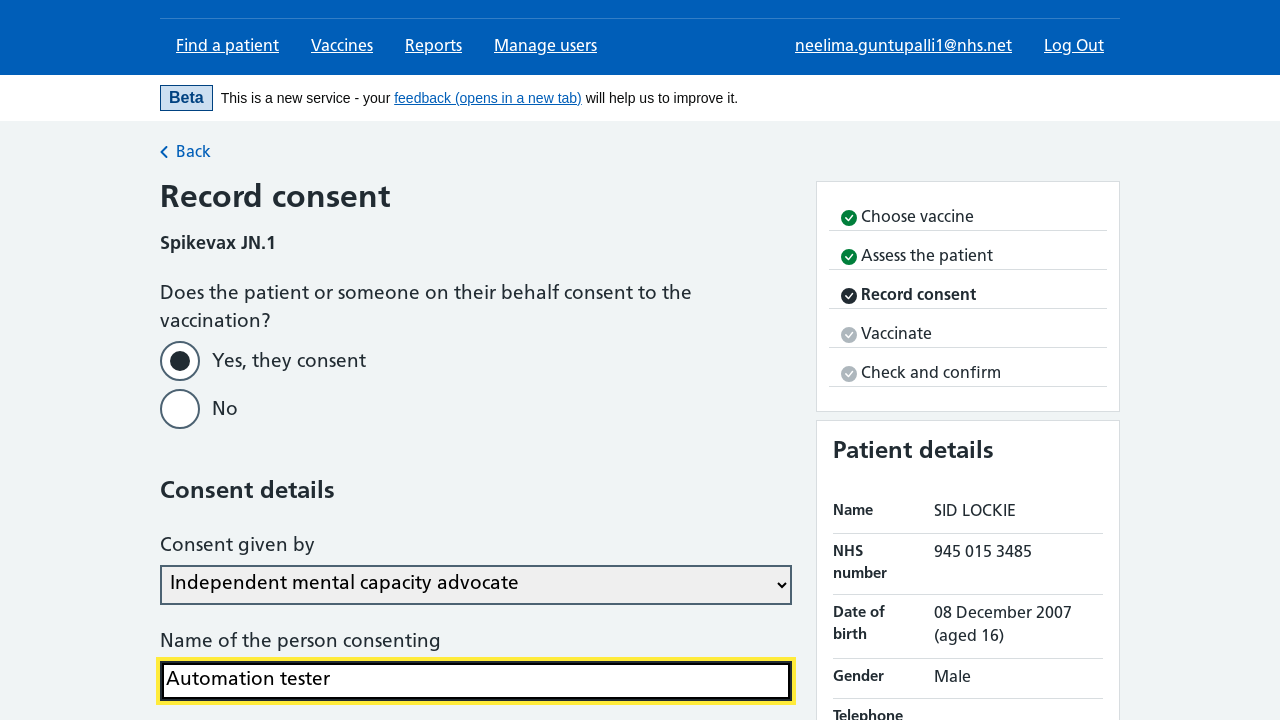 Find a patient
Vaccines
Reports
Manage users
neelima.guntupalli1@nhs.net
Log Out
Beta
This is a new service - your feedback (opens in a new tab) will help us to improve it.
Back
Record consent
Spikevax JN.1
Does the patient or someone on their behalf consent to the
vaccination?
Yes, they consent
No
Consent details
Consent given by
Independent mental capacity advocate
Name of the person consenting
Automation tester
Choose vaccine
Assess the patient
Record consent
Vaccinate
Check and confirm
Patient details
Name
SID LOCKIE
NHS
number
945 015 3485
Date of
birth
08 December 2007
(aged 16)
Gender
Male
Telephone